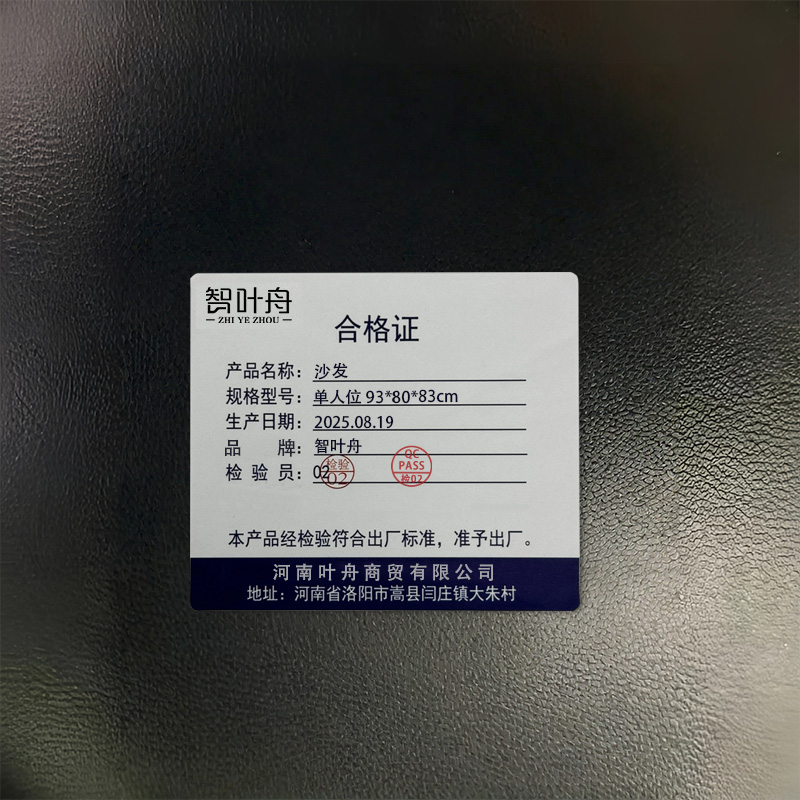 智叶舟
ZHI YE ZHOU
合格证
产品名称：沙发
规格型号：单人位 93*80*83cm
生产日期：2025.08.19
品　牌：智叶舟
检 验 员：02
检验
02
QC
PASS
检02
本产品经检验符合出厂标准，准予出厂。
河南叶舟商贸有限公司
地址：河南省洛阳市嵩县闫庄镇大朱村